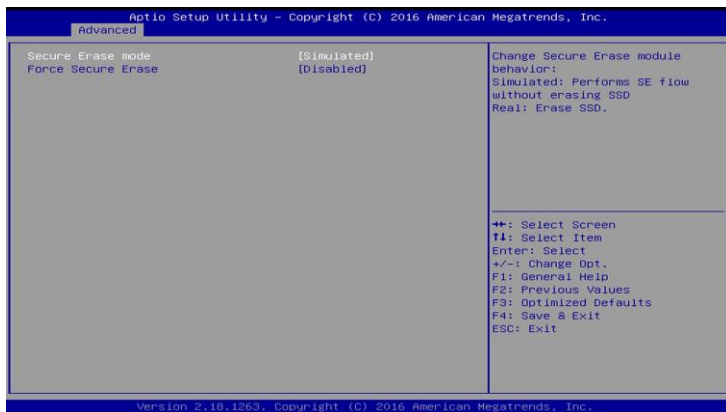 Aptio Setup Utility – Copyright (C) 2016 American Megatrends, Inc.
Advanced
Secure Erase mode [Simulated]
Force Secure Erase [Disabled]
Change Secure Erase module
behavior:
Simulated: Performs SE flow
without erasing SSD
Real: Erase SSD.
→←: Select Screen
↑↓: Select Item
Enter: Select
+/-: Change Opt.
F1: General Help
F2: Previous Values
F3: Optimized Defaults
F4: Save & Exit
ESC: Exit
Version 2.18.1263. Copyright (C) 2016 American Megatrends, Inc.